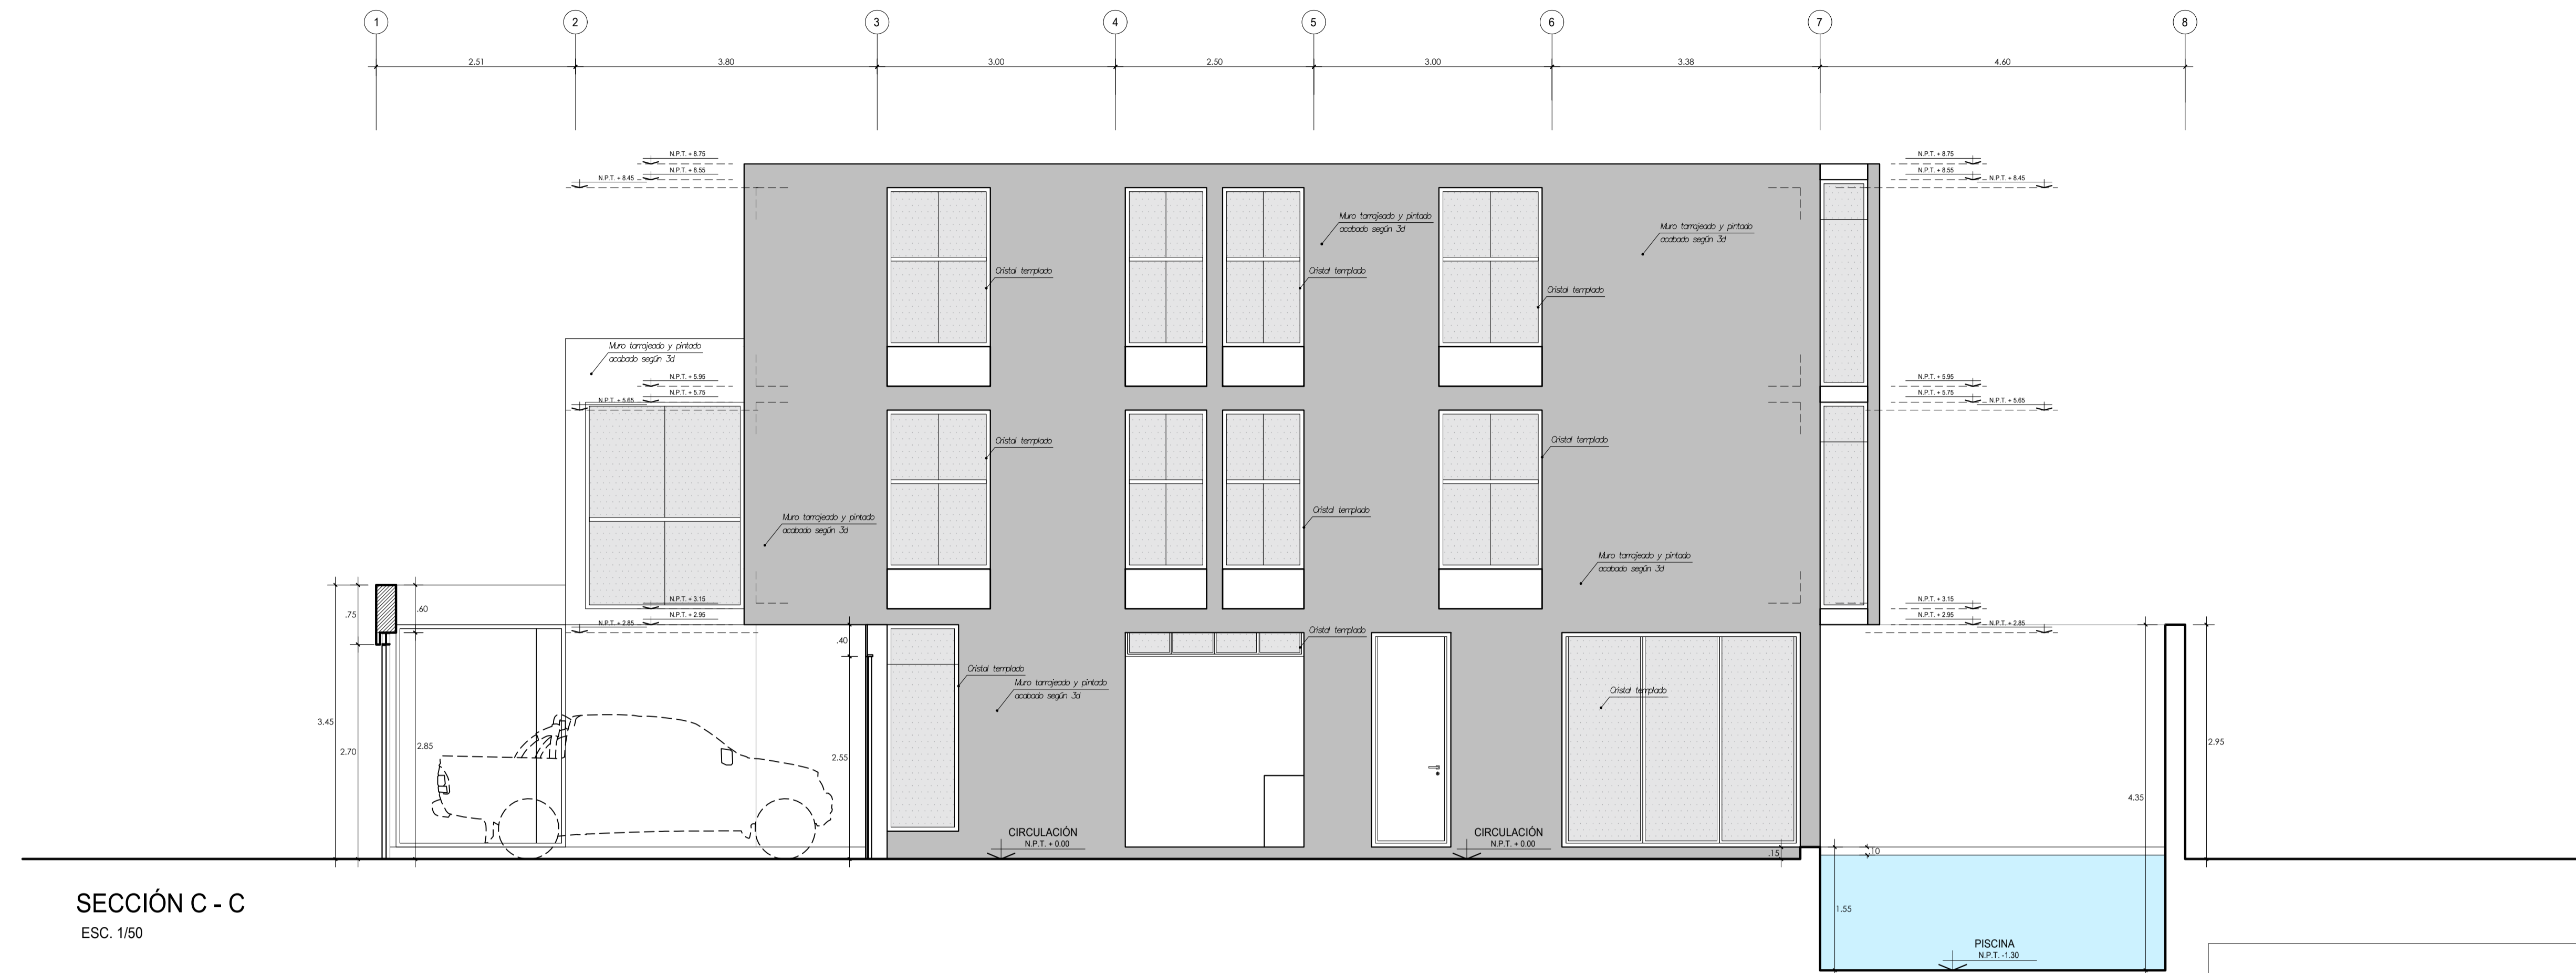 1 2 3 4 5 6 7 8
2.51 3.80 3.00 2.50 3.00 3.38 4.60
N.P.T. + 8.75
N.P.T. + 8.55
N.P.T. + 8.45
N.P.T. + 8.75
N.P.T. + 8.55
N.P.T. + 8.45
Muro tarrajeado y pintado
acabado según 3d
Muro tarrajeado y pintado
acabado según 3d
Cristal templado
Cristal templado
Cristal templado
Muro tarrajeado y pintado
acabado según 3d
N.P.T. + 5.95
N.P.T. + 5.75
N.P.T. + 5.65
N.P.T. + 5.95
N.P.T. + 5.75
N.P.T. + 5.65
Cristal templado
Cristal templado
Cristal templado
Muro tarrajeado y pintado
acabado según 3d
Muro tarrajeado y pintado
acabado según 3d
N.P.T. + 3.15
N.P.T. + 2.95
N.P.T. + 2.85
N.P.T. + 3.15
N.P.T. + 2.95
N.P.T. + 2.85
.75
.60
.40
Cristal templado
Cristal templado
Muro tarrajeado y pintado
acabado según 3d
Cristal templado
3.45
2.70
2.85
2.55
2.95
4.35
CIRCULACIÓN
N.P.T. + 0.00
CIRCULACIÓN
N.P.T. + 0.00
.15
.10
1.55
PISCINA
N.P.T. -1.30
SECCIÓN C - C
ESC. 1/50